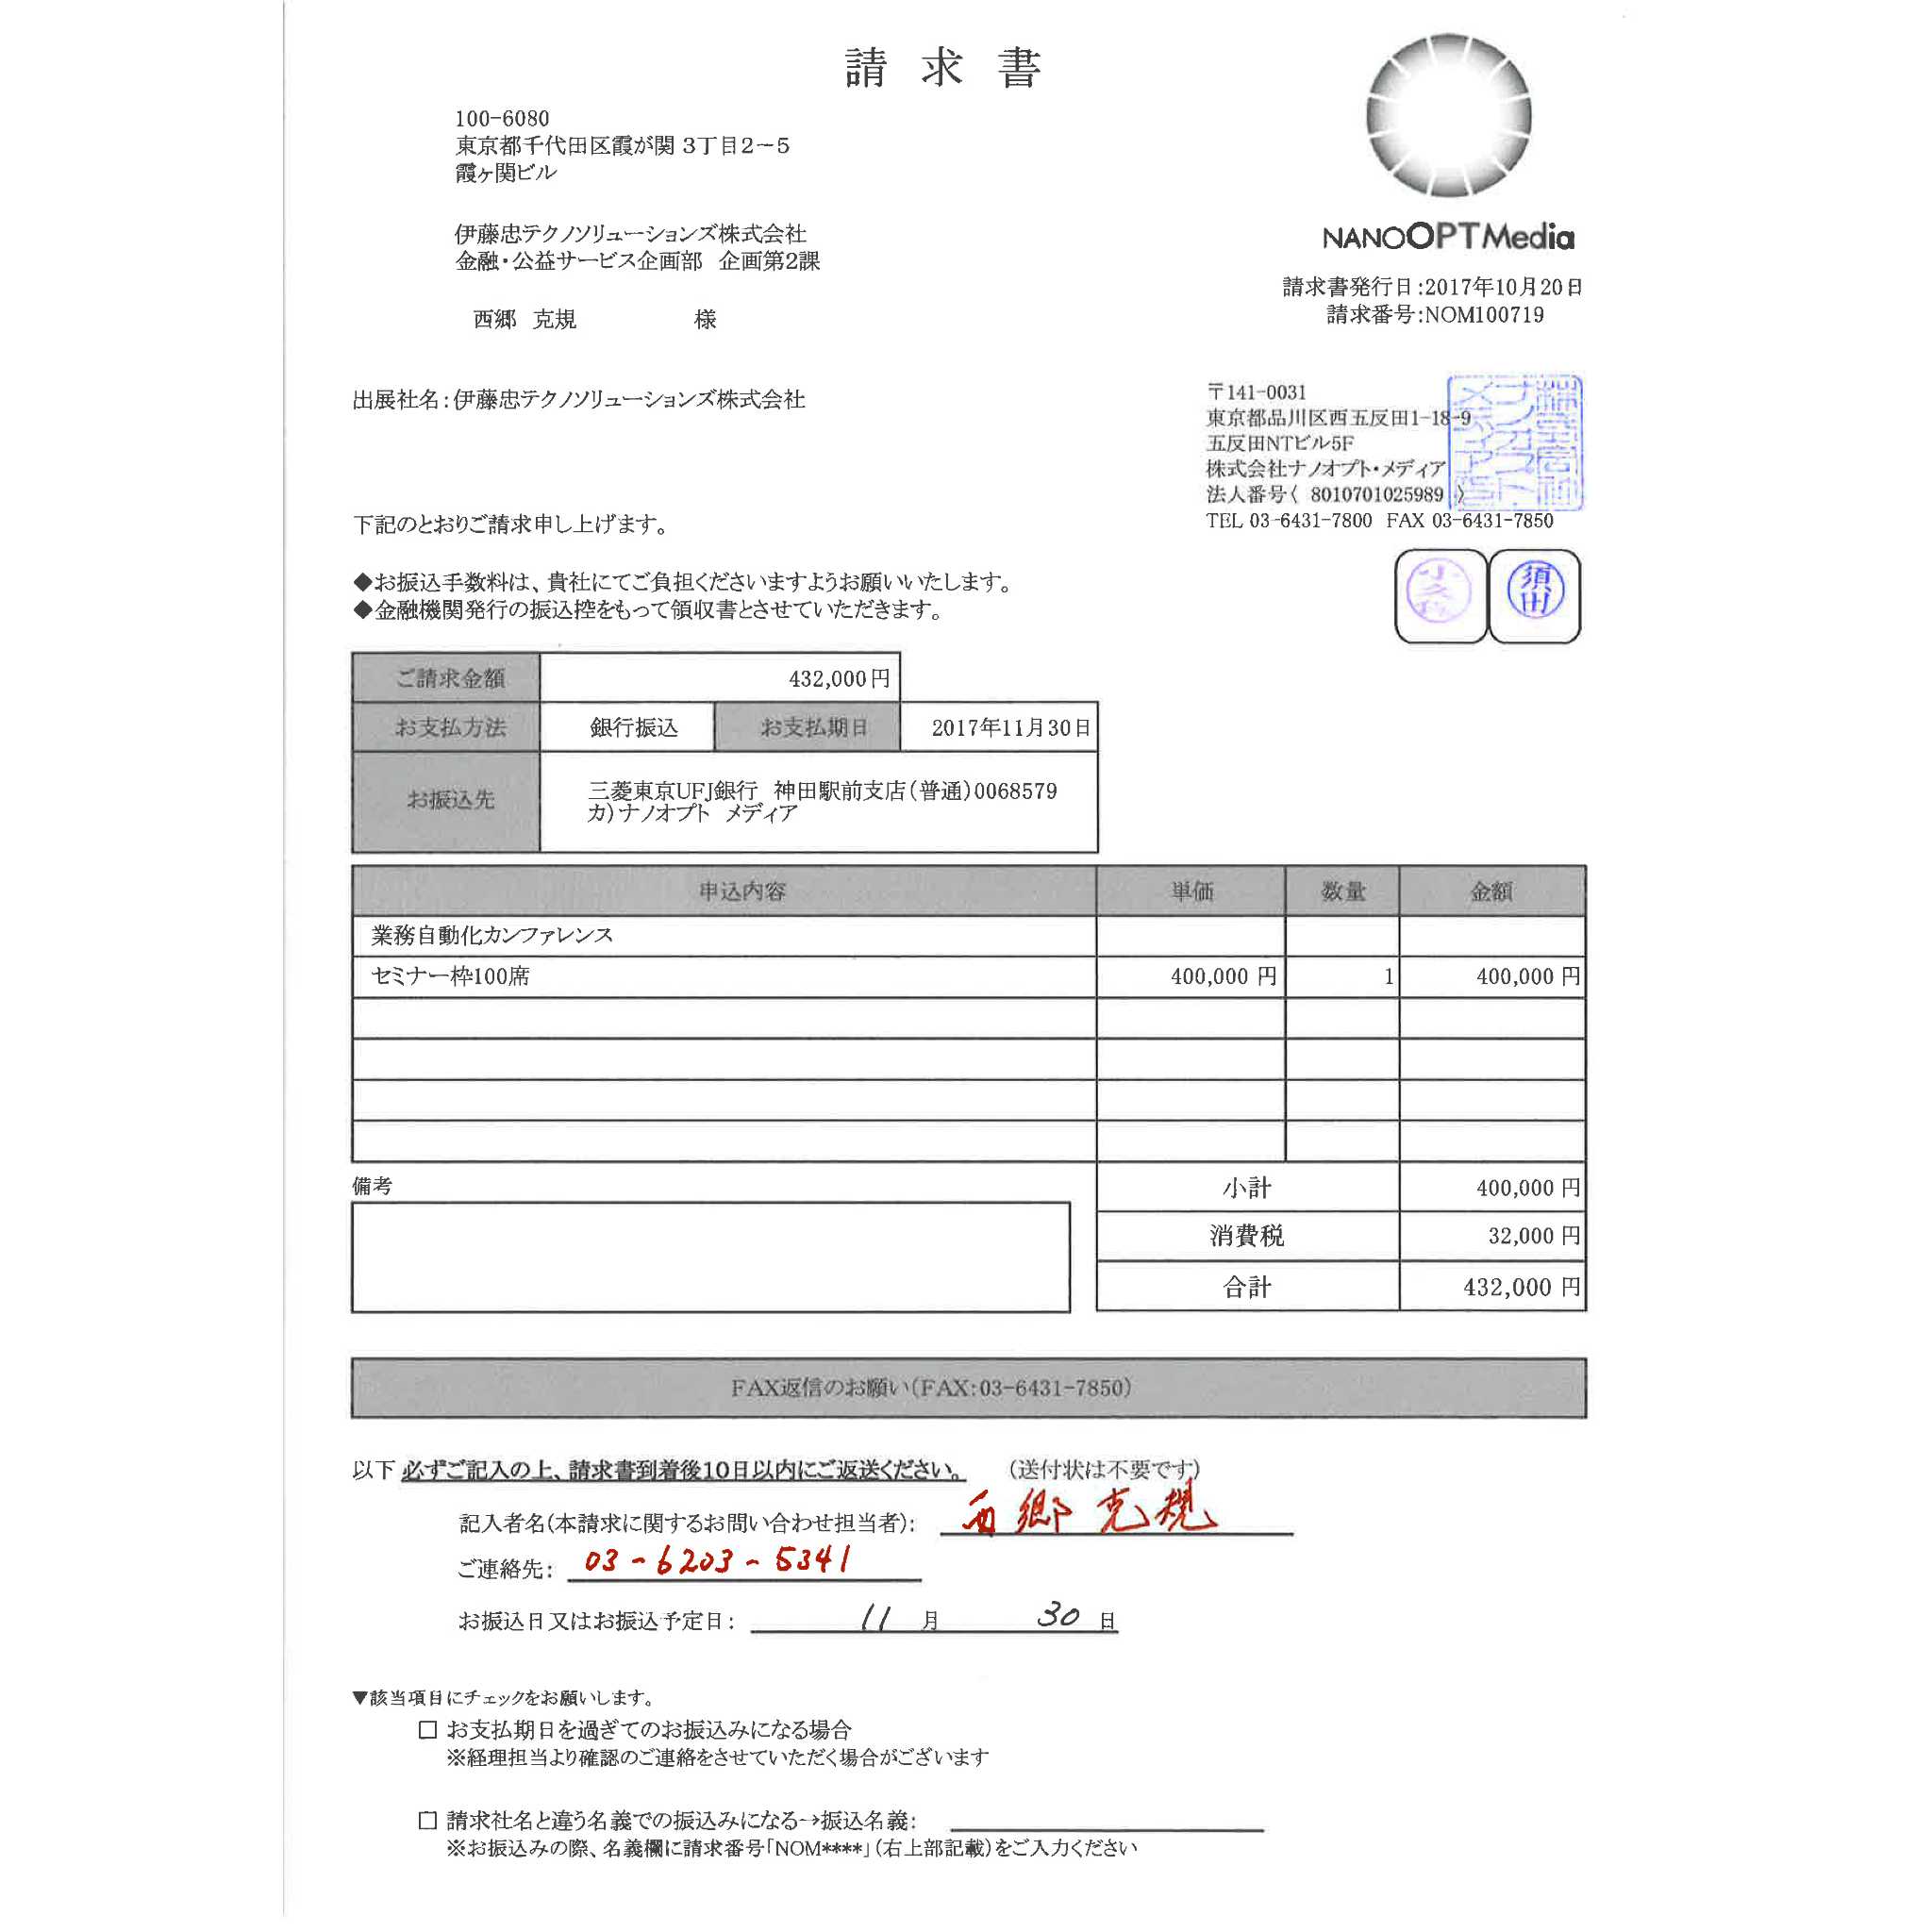 請求書
100-6080
東京都千代田区霞が関 3丁目2～5
霞ヶ関ビル
伊藤忠テクノソリューションズ株式会社
金融・公益サービス企画部 企画第2課
西郷 克規 様
NANOOPTMedia
請求書発行日:2017年10月20日
請求番号:NOM100719
出展社名:伊藤忠テクノソリューションズ株式会社
〒141-0031
東京都品川区西五反田1-18-9
五反田NTビル5F
株式会社ナノオプト・メディア
法人番号〈 8010701025989 〉
TEL 03-6431-7800 FAX 03-6431-7850
下記のとおりご請求申し上げます。
◆お振込手数料は、貴社にてご負担くださいますようお願いいたします。
◆金融機関発行の振込控をもって領収書とさせていただきます。
須田
ご請求金額 432,000円
お支払方法 銀行振込 お支払期日 2017年11月30日
お振込先 三菱東京UFJ銀行 神田駅前支店(普通)0068579
カ)ナノオプト メディア
申込内容 単価 数量 金額
業務自動化カンファレンス
セミナー枠100席 400,000 円 1 400,000 円
備考
小計 400,000 円
消費税 32,000 円
合計 432,000 円
FAX返信のお願い(FAX:03-6431-7850)
以下 必ずご記入の上、請求書到着後10日以内にご返送ください。 (送付状は不要です)
記入者名(本請求に関するお問い合わせ担当者): 西郷克規
ご連絡先: 03-6203-5341
お振込日又はお振込予定日: 11 月 30 日
▼該当項目にチェックをお願いします。
□ お支払期日を過ぎてのお振込みになる場合
※経理担当より確認のご連絡をさせていただく場合がございます
□ 請求社名と違う名義での振込みになる→振込名義:
※お振込みの際、名義欄に請求番号「NOM****」(右上部記載)をご入力ください